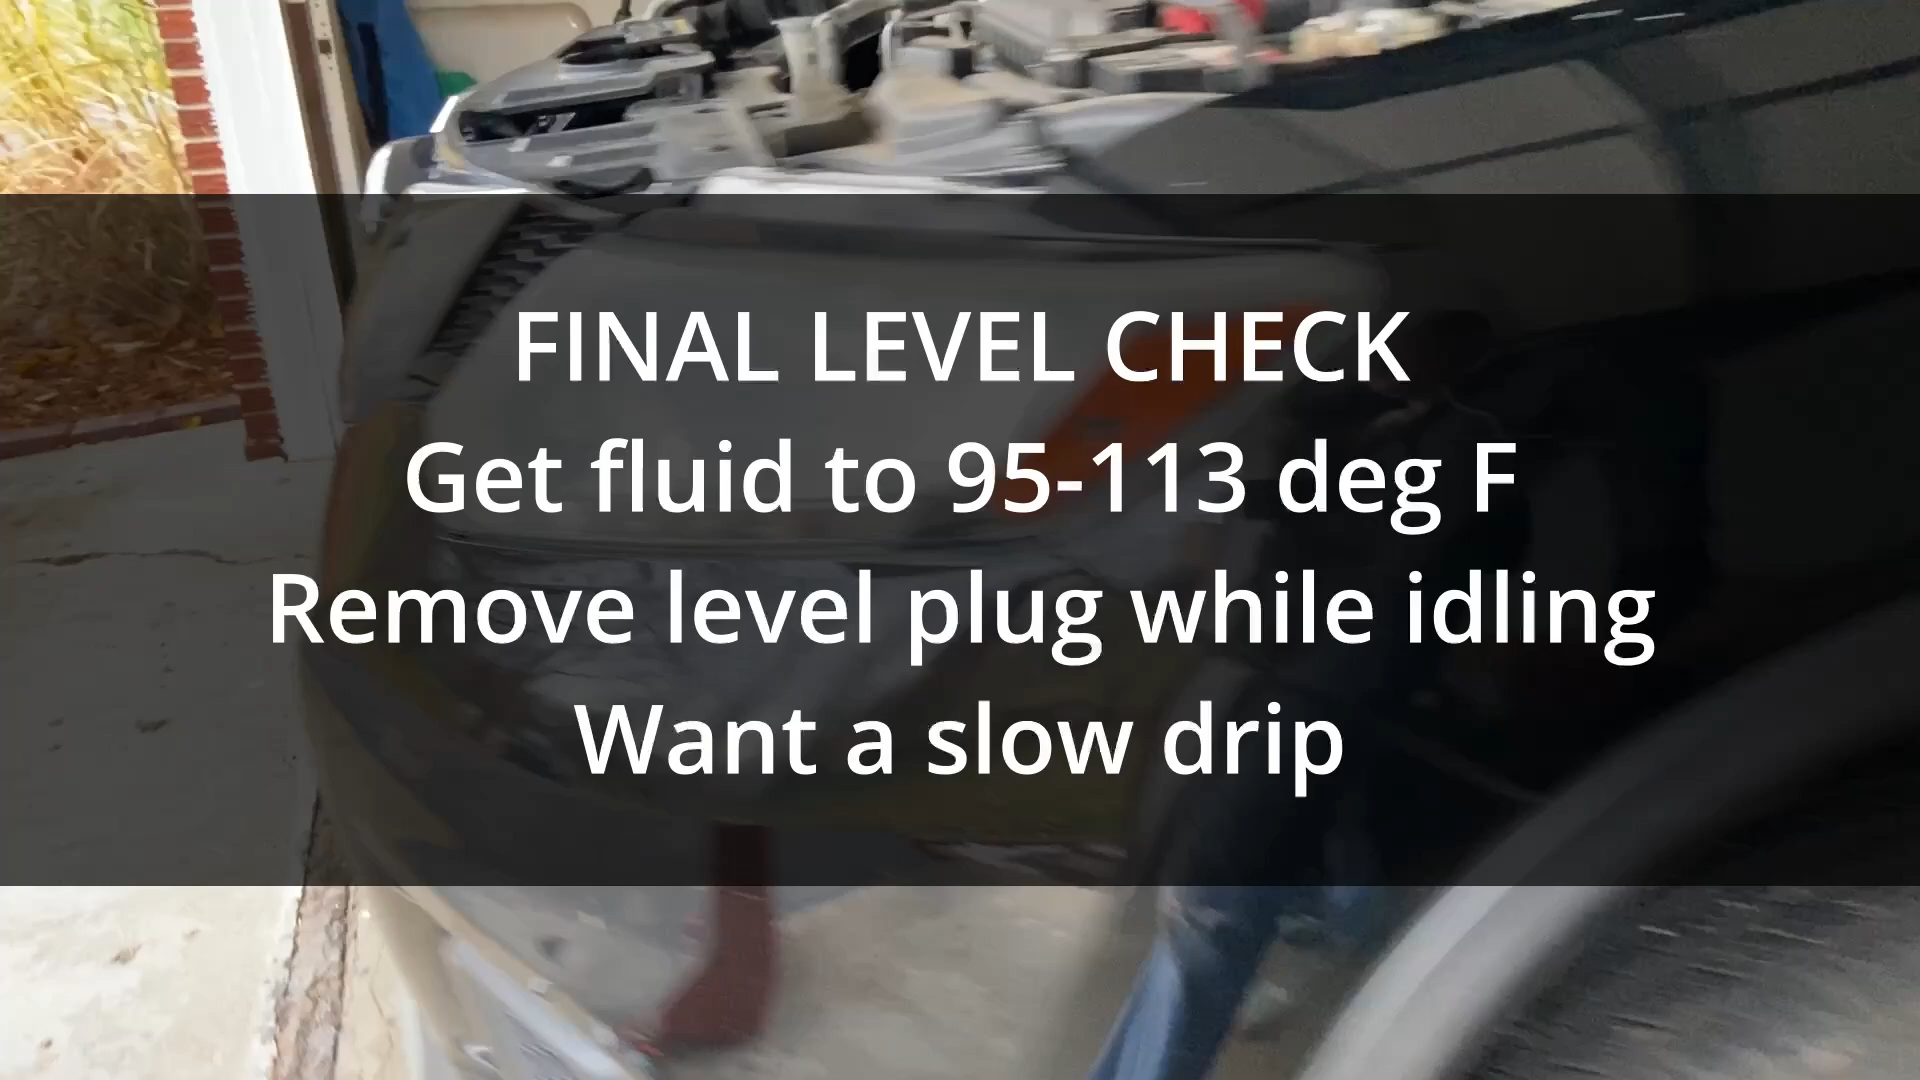 FINAL LEVEL CHECK
Get fluid to 95-113 deg F
Remove level plug while idling
Want a slow drip